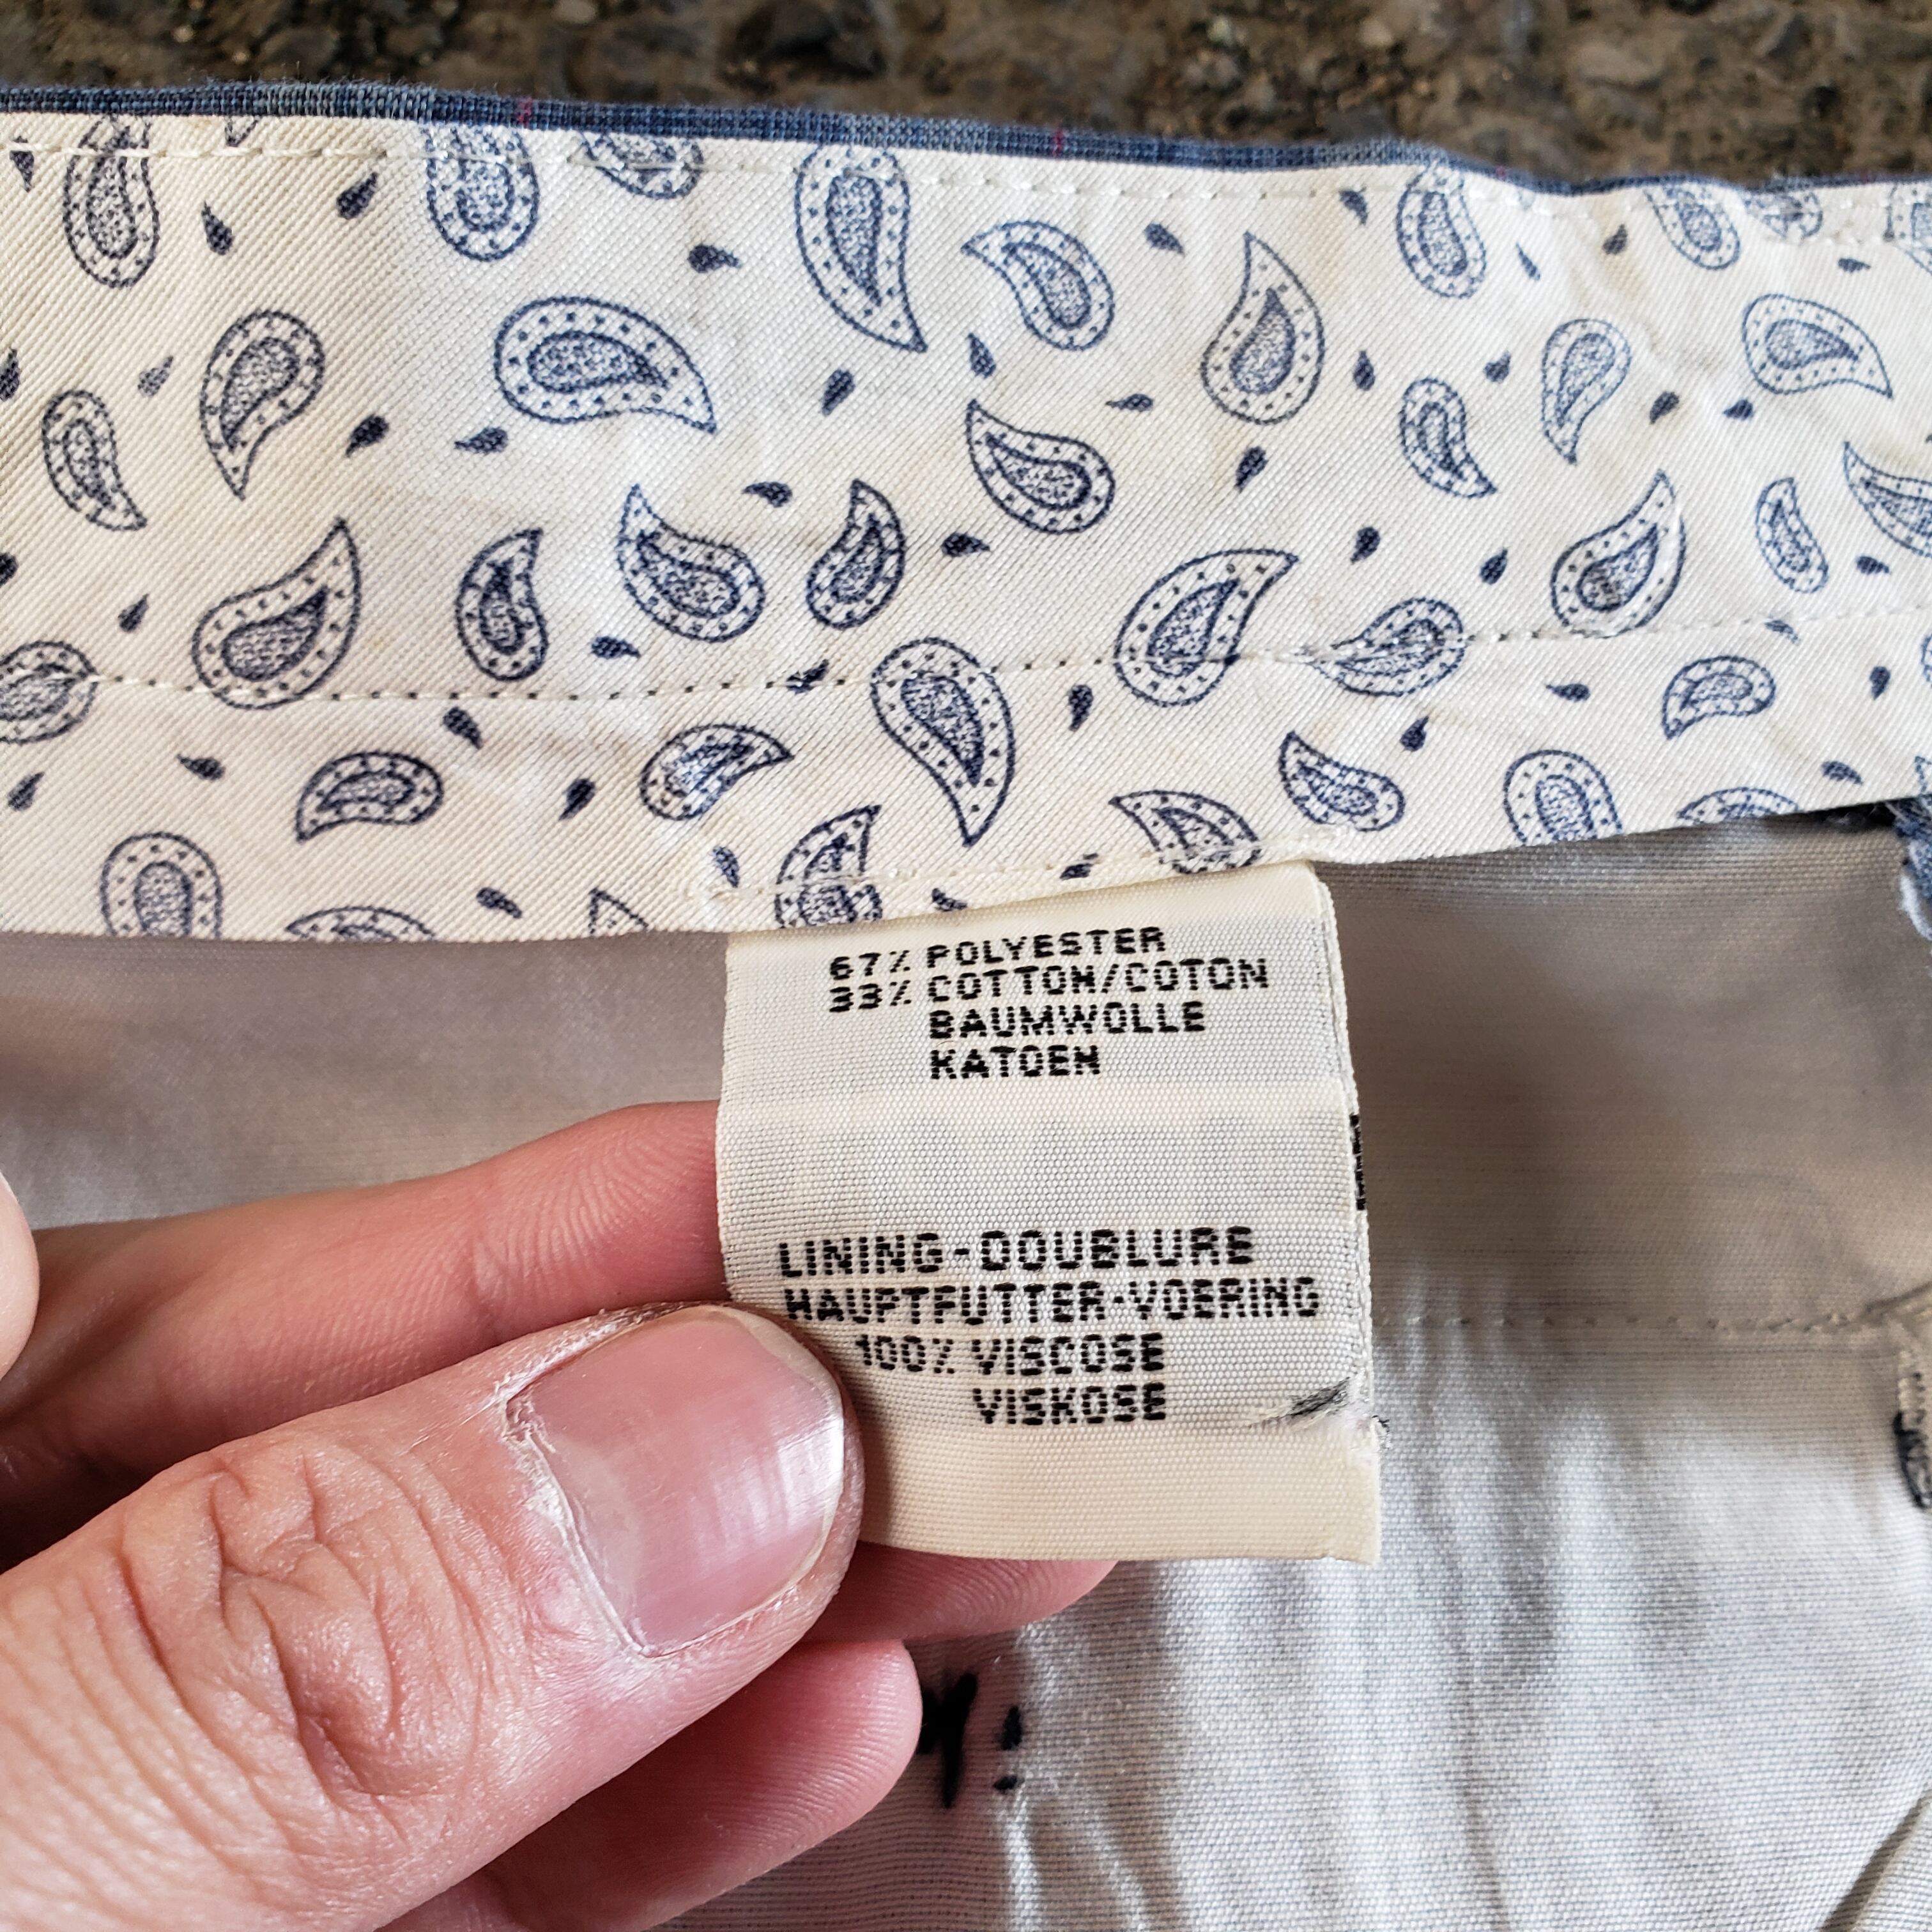 67% POLYESTER
33% COTTON/COTON
BAUMWOLLE
KATOEN
LINING-DOUBLURE
HAUPTFUTTER-VOERING
100% VISCOSE
VISKOSE